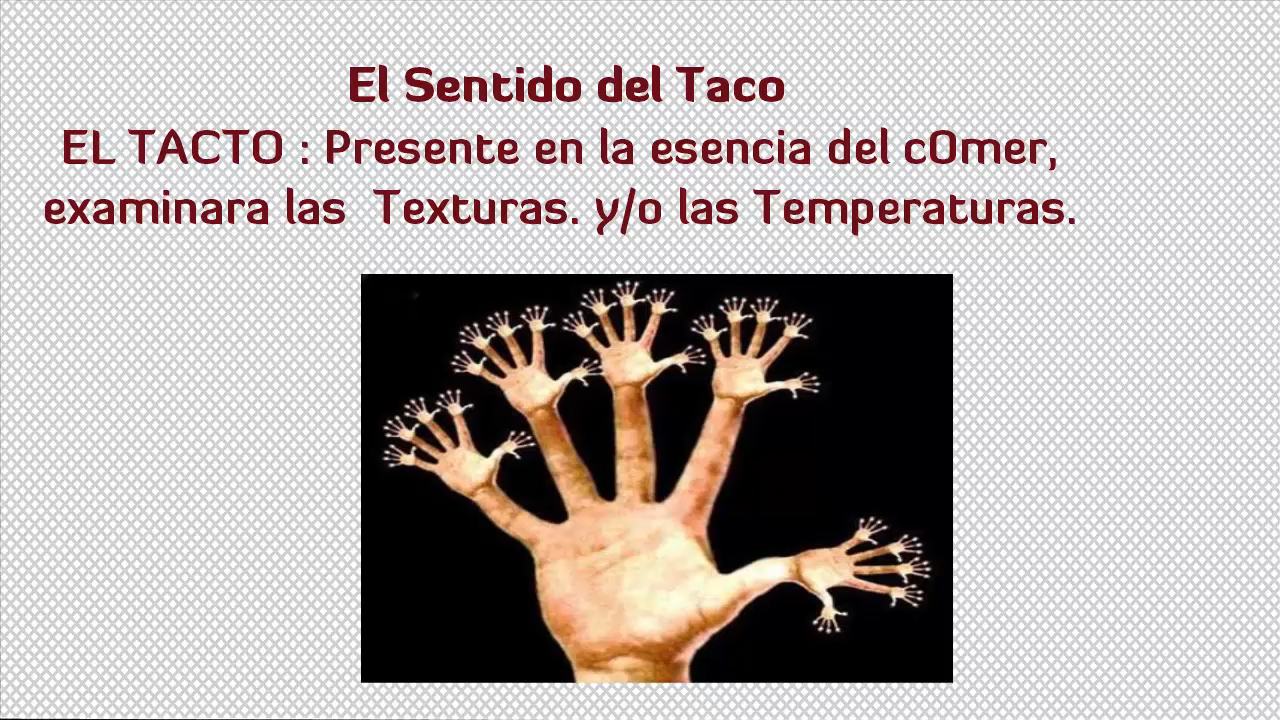 El Sentido del Taco
EL TACTO : Presente en la esencia del cOmer,
examinara las Texturas. y/o las Temperaturas.